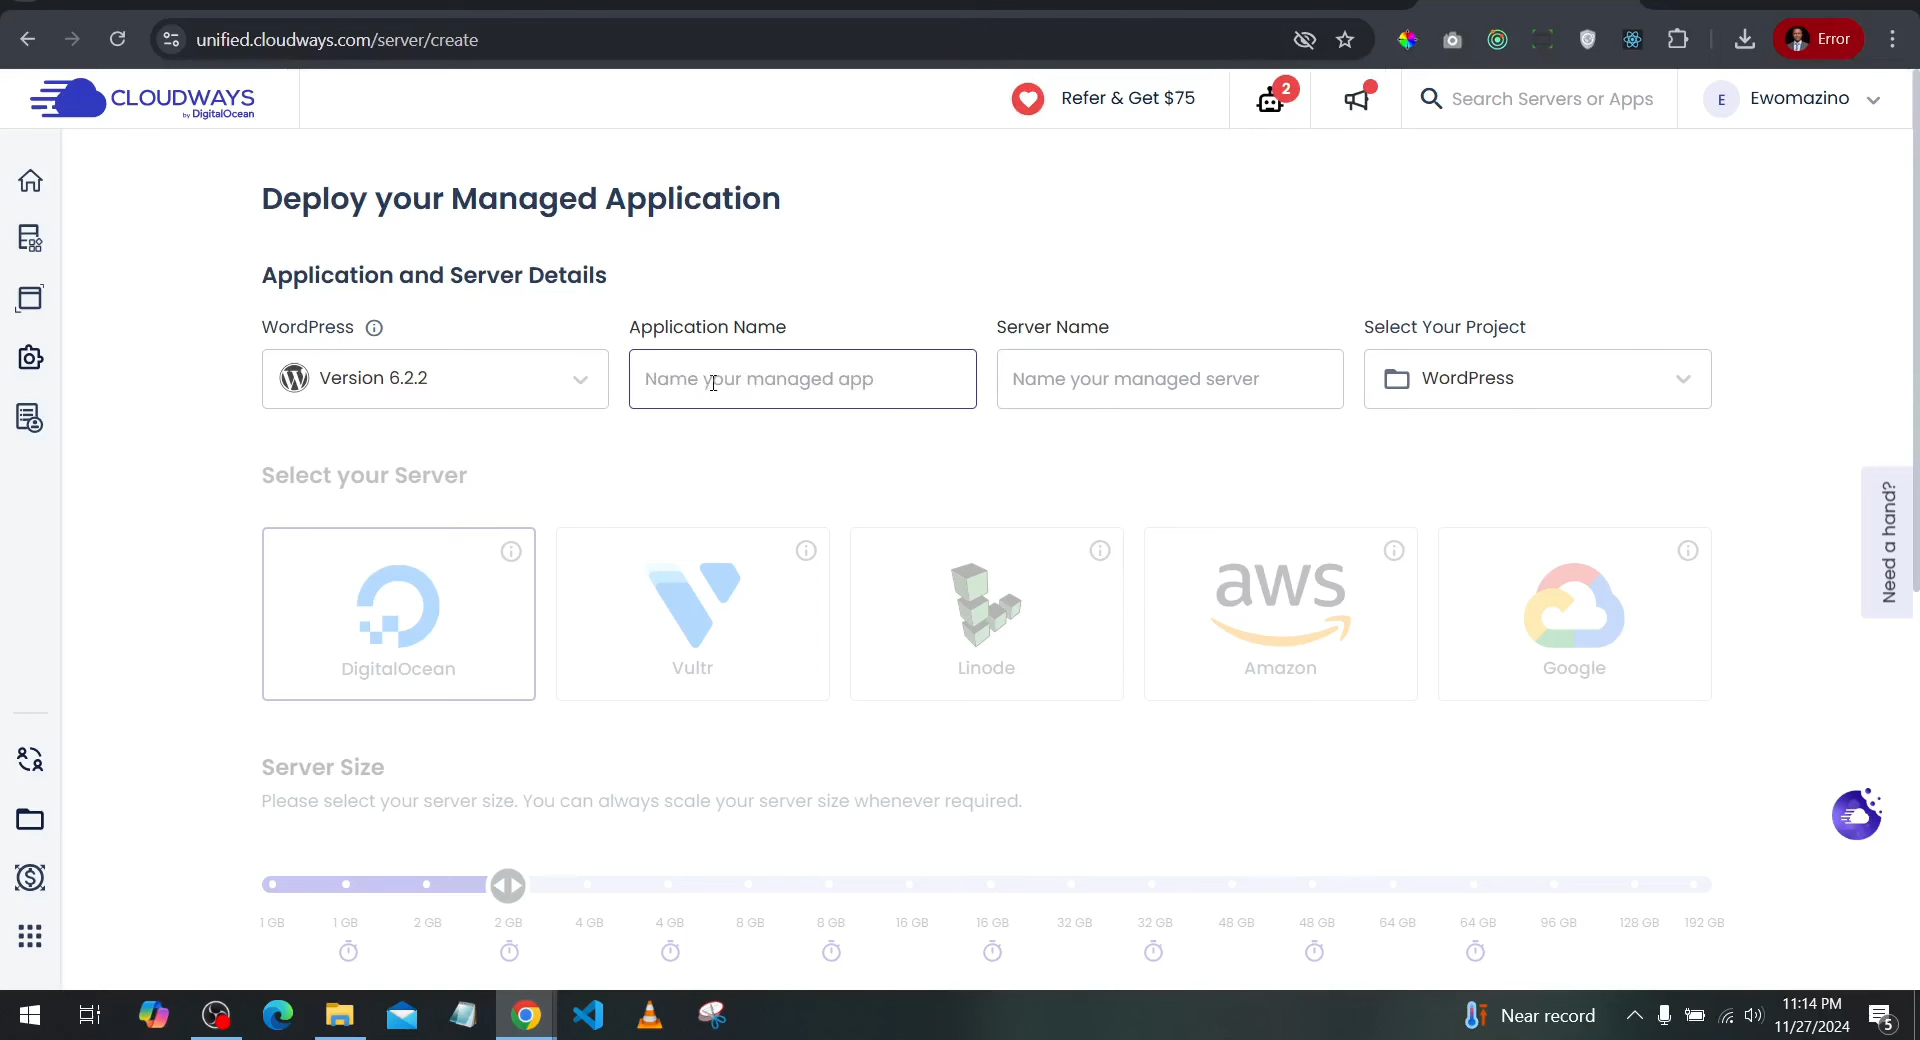 unified.cloudways.com/server/create
Error
CLOUDWAYS
by DigitalOcean
Refer & Get $75
2
Search Servers or Apps
E
Ewomazino
Deploy your Managed Application
Application and Server Details
WordPress
Application Name
Server Name
Select Your Project
Version 6.2.2
Name your managed app
Name your managed server
WordPress
Select your Server
Need a hand?
aws
DigitalOcean
Vultr
Linode
Amazon
Google
Server Size
Please select your server size. You can always scale your server size whenever required.
1 GB 1 GB 2 GB 2 GB 4 GB 4 GB 8 GB 8 GB 16 GB 16 GB 32 GB 32 GB 48 GB 48 GB 64 GB 64 GB 96 GB 128 GB 192 GB
Near record
11:14 PM
11/27/2024
5